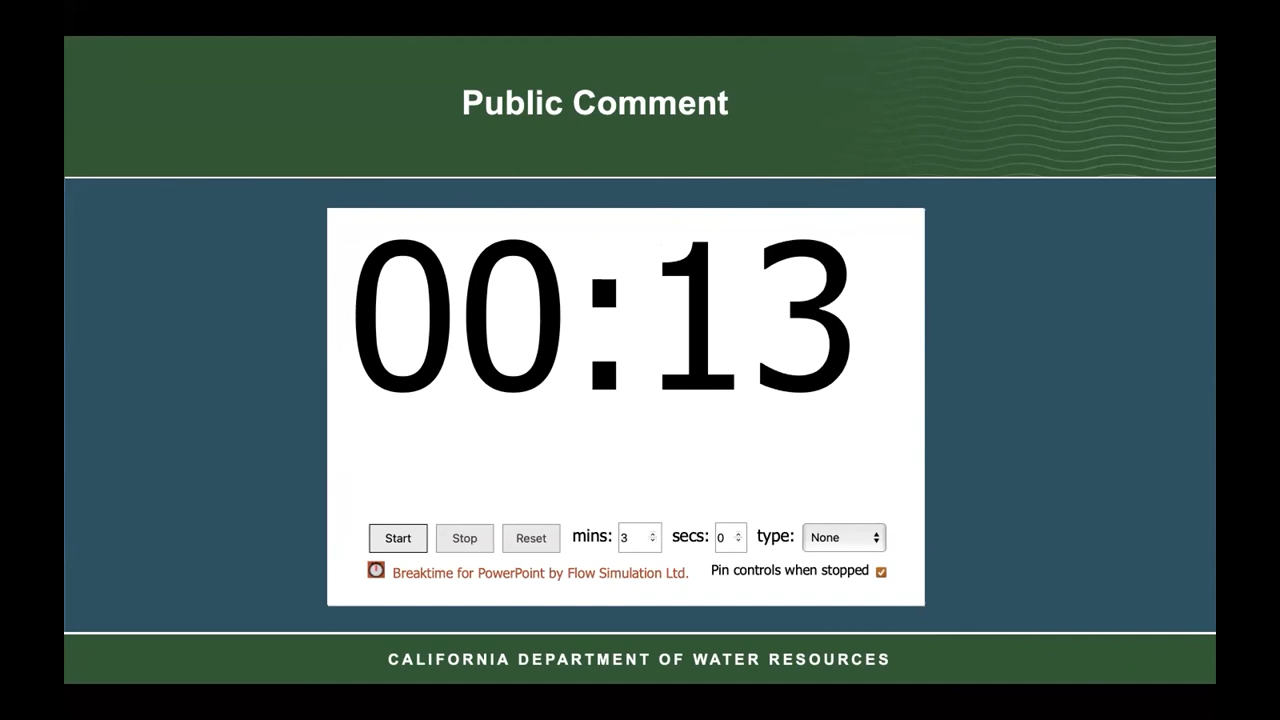 Public Comment
00:13
Start Stop Reset mins: 3 secs: 0 type: None
Breaktime for PowerPoint by Flow Simulation Ltd. Pin controls when stopped
CALIFORNIA DEPARTMENT OF WATER RESOURCES